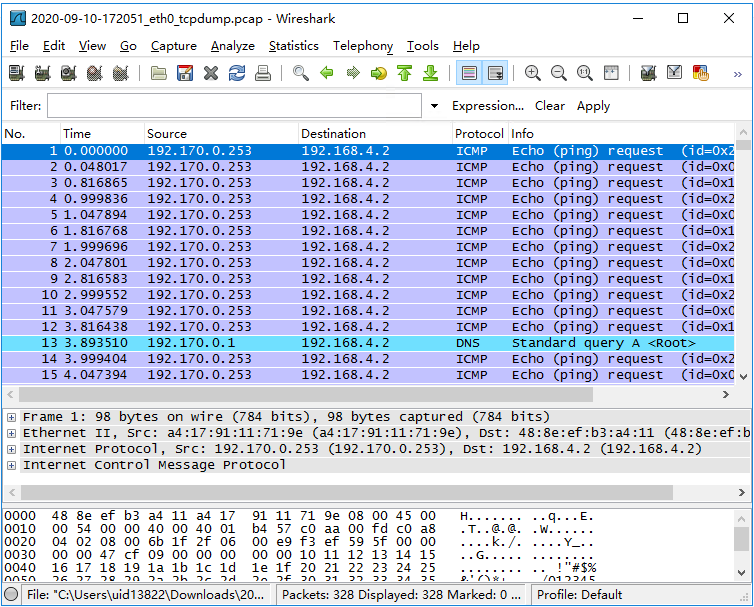 2020-09-10-172051_eth0_tcpdump.pcap - Wireshark
File Edit View Go Capture Analyze Statistics Telephony Tools Help
Filter: Expression... Clear Apply
No. Time Source Destination Protocol Info
1 0.000000 192.170.0.253 192.168.4.2 ICMP Echo (ping) request (id=0x2
2 0.048017 192.170.0.253 192.168.4.2 ICMP Echo (ping) request (id=0x0
3 0.816865 192.170.0.253 192.168.4.2 ICMP Echo (ping) request (id=0x1
4 0.999836 192.170.0.253 192.168.4.2 ICMP Echo (ping) request (id=0x2
5 1.047894 192.170.0.253 192.168.4.2 ICMP Echo (ping) request (id=0x0
6 1.816768 192.170.0.253 192.168.4.2 ICMP Echo (ping) request (id=0x1
7 1.999696 192.170.0.253 192.168.4.2 ICMP Echo (ping) request (id=0x2
8 2.047801 192.170.0.253 192.168.4.2 ICMP Echo (ping) request (id=0x0
9 2.816583 192.170.0.253 192.168.4.2 ICMP Echo (ping) request (id=0x1
10 2.999552 192.170.0.253 192.168.4.2 ICMP Echo (ping) request (id=0x2
11 3.047579 192.170.0.253 192.168.4.2 ICMP Echo (ping) request (id=0x0
12 3.816438 192.170.0.253 192.168.4.2 ICMP Echo (ping) request (id=0x1
13 3.893510 192.170.0.1 192.168.4.2 DNS Standard query A <Root>
14 3.999404 192.170.0.253 192.168.4.2 ICMP Echo (ping) request (id=0x2
15 4.047394 192.170.0.253 192.168.4.2 ICMP Echo (ping) request (id=0x0
Frame 1: 98 bytes on wire (784 bits), 98 bytes captured (784 bits)
Ethernet II, Src: a4:17:91:11:71:9e (a4:17:91:11:71:9e), Dst: 48:8e:ef:b3:a4:11 (48:8e:ef:b
Internet Protocol, Src: 192.170.0.253 (192.170.0.253), Dst: 192.168.4.2 (192.168.4.2)
Internet Control Message Protocol
0000 48 8e ef b3 a4 11 a4 17 91 11 71 9e 08 00 45 00 H....... ..q...E.
0010 00 54 00 00 40 00 40 01 b4 57 c0 aa 00 fd c0 a8 .T..@.@. .W......
0020 04 02 08 00 6b 1f 2f 06 00 e9 f3 ef 59 5f 00 00 ....k./. ....Y_..
0030 00 00 47 cf 09 00 00 00 00 00 10 11 12 13 14 15 ..G..... ........
0040 16 17 18 19 1a 1b 1c 1d 1e 1f 20 21 22 23 24 25 ........ .. !"#$%
0050 26 27 28 29 2a 2b 2c 2d 2e 2f 30 31 32 33 34 35 &'()*+,- ./012345
File: "C:\Users\uid13822\Downloads\20... Packets: 328 Displayed: 328 Marked: 0 ... Profile: Default